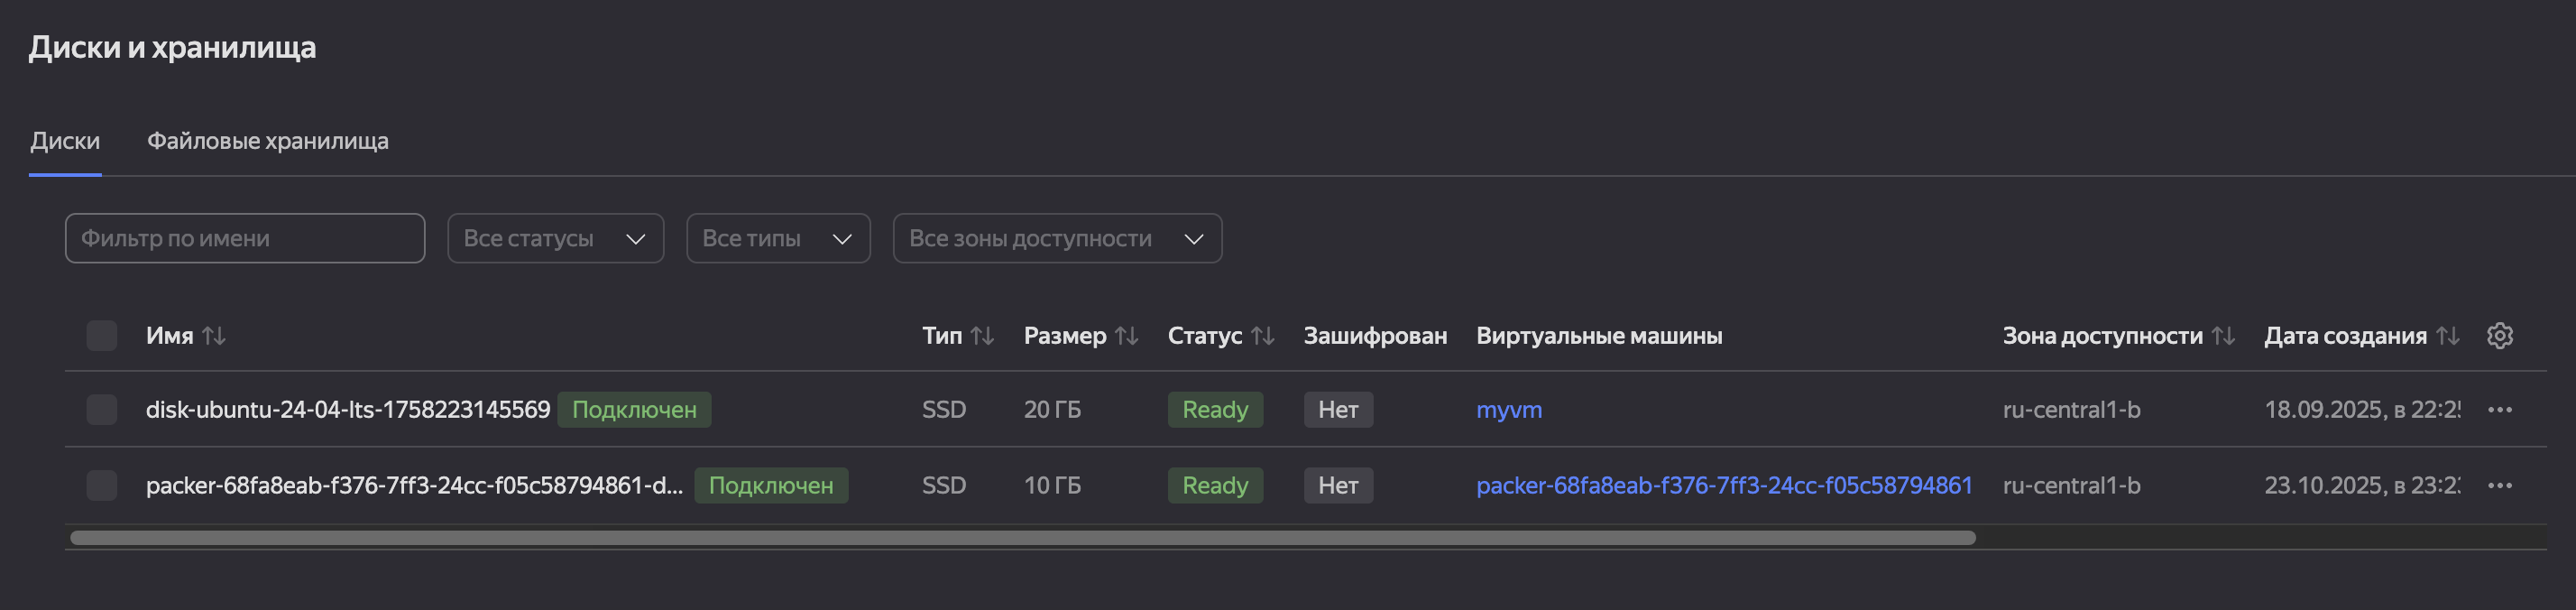 Диски и хранилища
Диски Файловые хранилища
Фильтр по имени Все статусы Все типы Все зоны доступности
Имя Тип Размер Статус Зашифрован Виртуальные машины Зона доступности Дата создания
disk-ubuntu-24-04-lts-1758223145569 Подключен SSD 20 ГБ Ready Нет myvm ru-central1-b 18.09.2025, в 22:2
packer-68fa8eab-f376-7ff3-24cc-f05c58794861-d... Подключен SSD 10 ГБ Ready Нет packer-68fa8eab-f376-7ff3-24cc-f05c58794861 ru-central1-b 23.10.2025, в 23:2